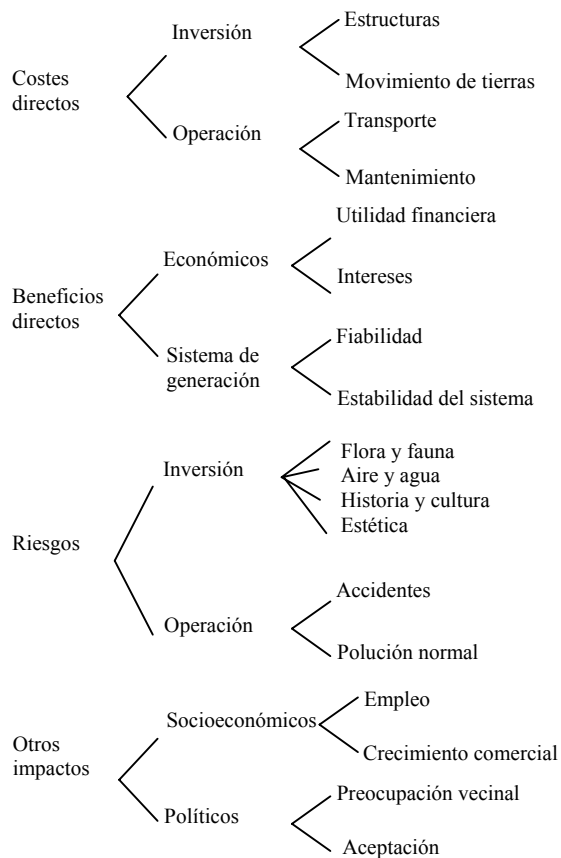 Costes
directos
Inversión
Estructuras
Movimiento de tierras
Operación
Transporte
Mantenimiento
Beneficios
directos
Económicos
Utilidad financiera
Intereses
Sistema de
generación
Fiabilidad
Estabilidad del sistema
Riesgos
Inversión
Flora y fauna
Aire y agua
Historia y cultura
Estética
Operación
Accidentes
Polución normal
Otros
impactos
Socioeconómicos
Empleo
Crecimiento comercial
Políticos
Preocupación vecinal
Aceptación